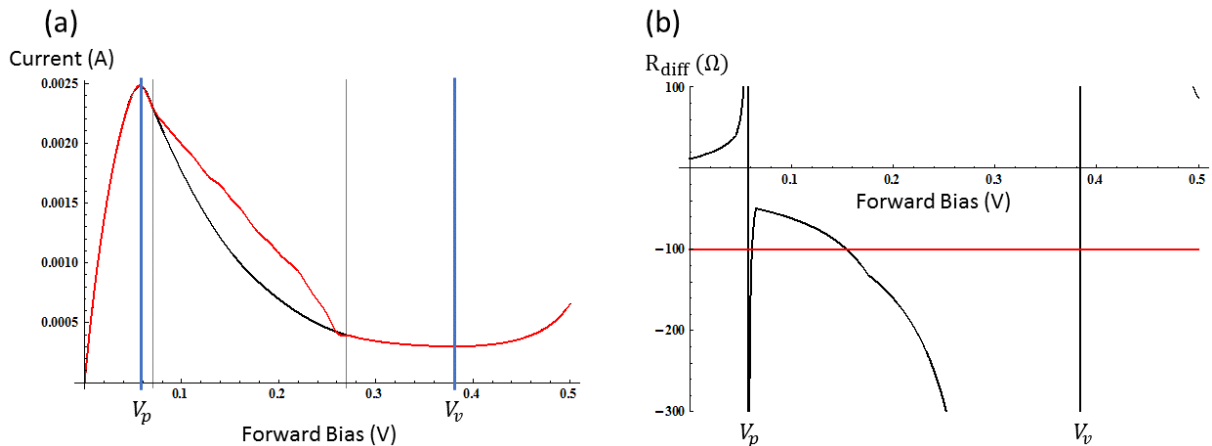 (a)
Current (A)
0.0025
0.0020
0.0015
0.0010
0.0005
0.1
0.2
0.3
0.4
0.5
V_p
V_v
Forward Bias (V)
(b)
R_diff (Ω)
100
0.1
0.2
0.3
0.4
0.5
Forward Bias (V)
−100
−200
−300
V_p
V_v